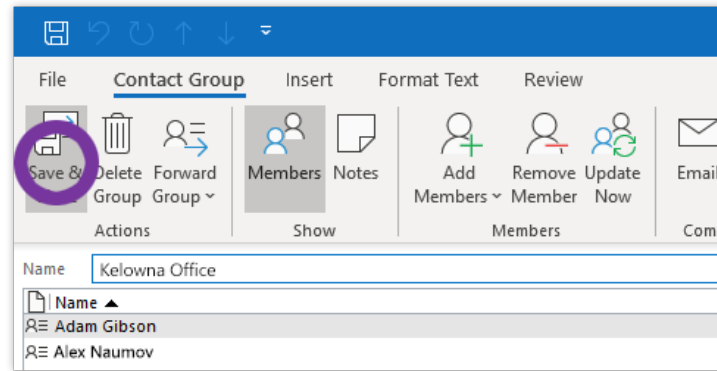 File Contact Group Insert Format Text Review
Save & Delete Forward Members Notes Add Remove Update Email
Group Group Members Member Now
Actions Show Members Com
Name Kelowna Office
Name
Adam Gibson
Alex Naumov